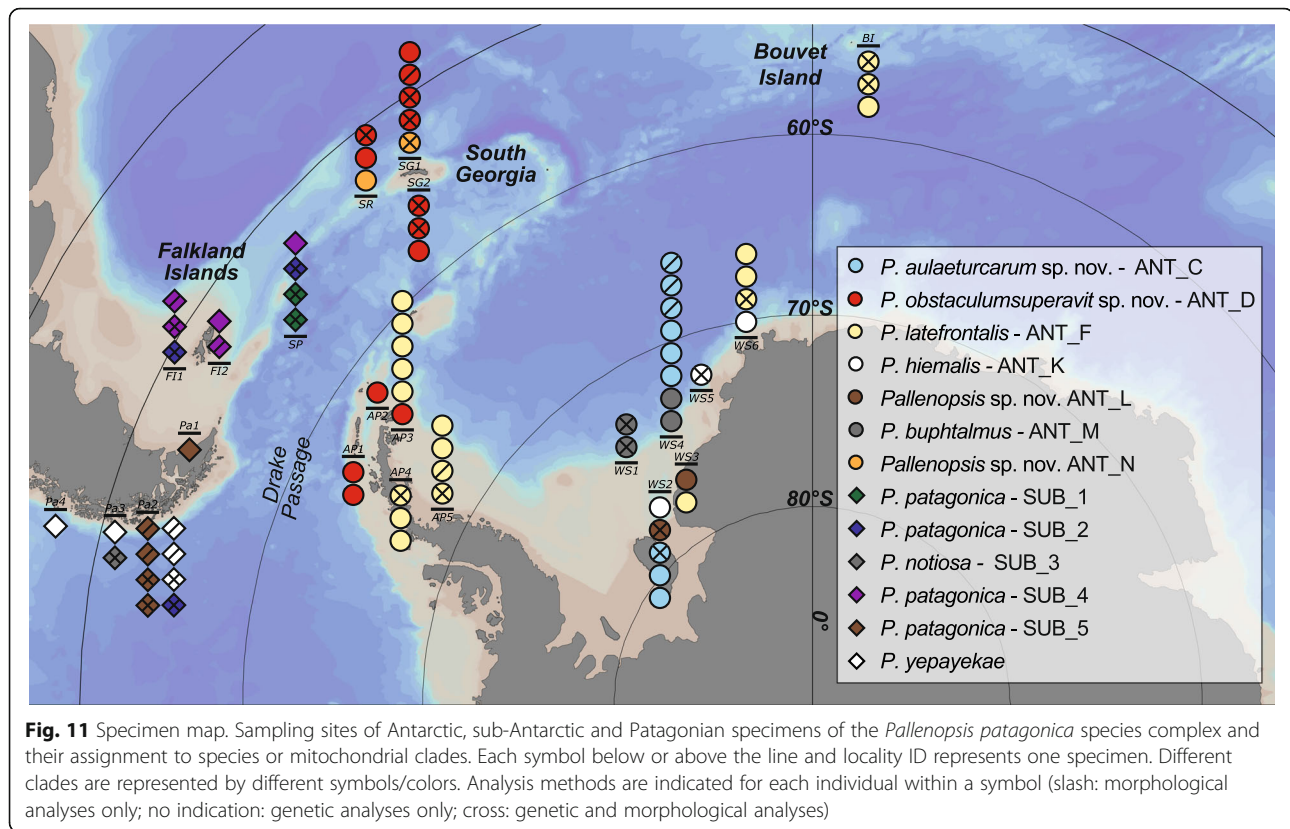 Bouvet
Island
BI
60°S
SG1
South
Georgia
SG2
SR
Falkland
Islands
SP
FI1
FI2
70°S
WS6
WS5
WS4
WS1
WS3
WS2
80°S
0°
Drake
Passage
AP2
AP3
AP1
AP4
AP5
Pa1
Pa4
Pa3
Pa2
P. aulaeturcarum sp. nov. - ANT_C
P. obstaculumsuperavit sp. nov. - ANT_D
P. latefrontalis - ANT_F
P. hiemalis - ANT_K
Pallenopsis sp. nov. ANT_L
P. buphtalmus - ANT_M
Pallenopsis sp. nov. ANT_N
P. patagonica - SUB_1
P. patagonica - SUB_2
P. notiosa - SUB_3
P. patagonica - SUB_4
P. patagonica - SUB_5
P. yepayekae
Fig. 11 Specimen map. Sampling sites of Antarctic, sub-Antarctic and Patagonian specimens of the Pallenopsis patagonica species complex and
their assignment to species or mitochondrial clades. Each symbol below or above the line and locality ID represents one specimen. Different
clades are represented by different symbols/colors. Analysis methods are indicated for each individual within a symbol (slash: morphological
analyses only; no indication: genetic analyses only; cross: genetic and morphological analyses)